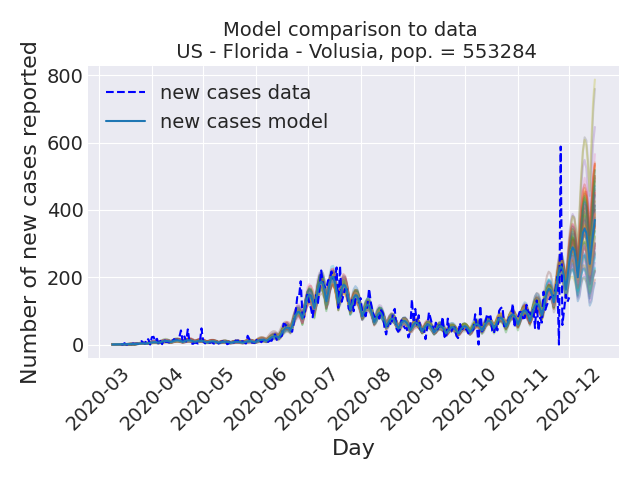 Model comparison to data
US - Florida - Volusia, pop. = 553284
Number of new cases reported
800
600
400
200
0
new cases data
new cases model
2020-03
2020-04
2020-05
2020-06
2020-07
2020-08
2020-09
2020-10
2020-11
2020-12
Day